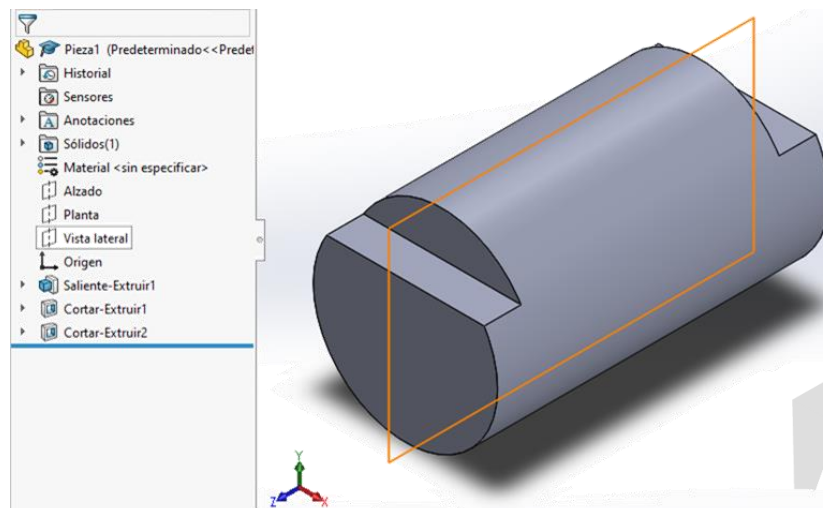 Pieza1 (Predeterminado<<Predet
Historial
Sensores
Anotaciones
Sólidos(1)
Material <sin especificar>
Alzado
Planta
Vista lateral
Origen
Saliente-Extruir1
Cortar-Extruir1
Cortar-Extruir2
Y
Z
X